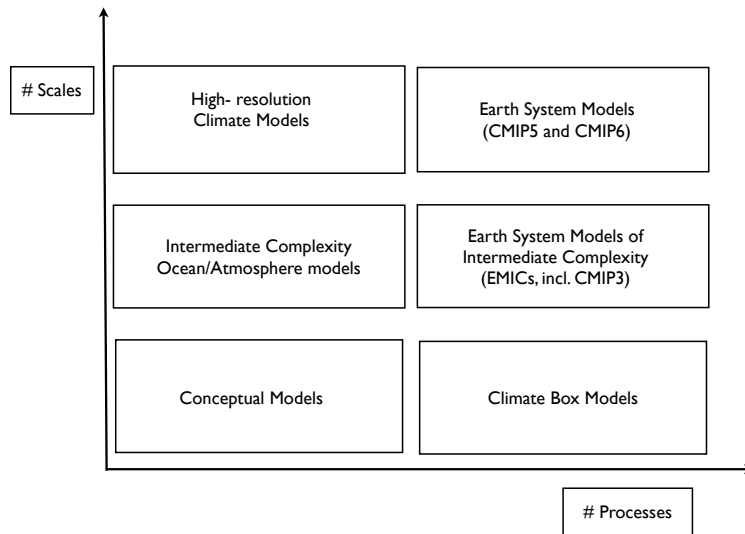 # Scales
High- resolution
Climate Models
Earth System Models
(CMIP5 and CMIP6)
Intermediate Complexity
Ocean/Atmosphere models
Earth System Models of
Intermediate Complexity
(EMICs, incl. CMIP3)
Conceptual Models
Climate Box Models
# Processes